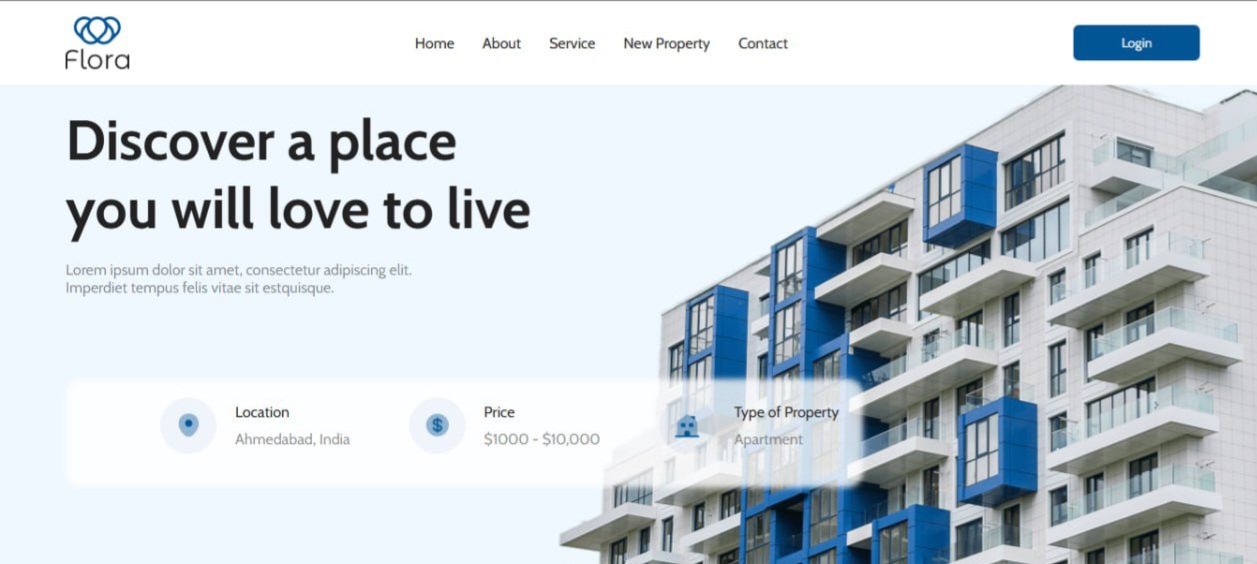 Flora
Home About Service New Property Contact
Login
Discover a place
you will love to live
Lorem ipsum dolor sit amet, consectetur adipiscing elit.
Imperdiet tempus felis vitae sit estquisque.
Location
Ahmedabad, India
Price
$1000 - $10,000
Type of Property
Apartment